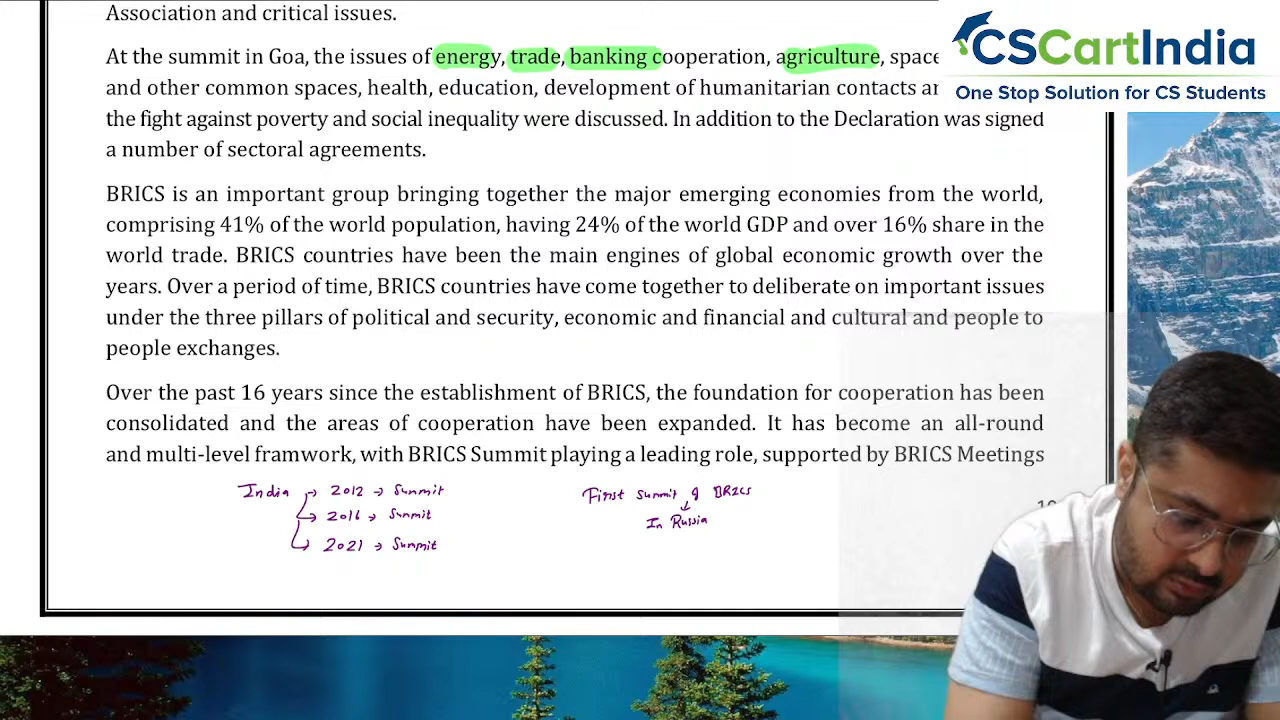 Association and critical issues.
At the summit in Goa, the issues of energy, trade, banking cooperation, agriculture, space
and other common spaces, health, education, development of humanitarian contacts
the fight against poverty and social inequality were discussed. In addition to the Declaration was signed
a number of sectoral agreements.
BRICS is an important group bringing together the major emerging economies from the world,
comprising 41% of the world population, having 24% of the world GDP and over 16% share in the
world trade. BRICS countries have been the main engines of global economic growth over the
years. Over a period of time, BRICS countries have come together to deliberate on important issues
under the three pillars of political and security, economic and financial and cultural and people to
people exchanges.
Over the past 16 years since the establishment of BRICS, the foundation for cooperation has been
consolidated and the areas of cooperation have been expanded. It has become an all-round
and multi-level framwork, with BRICS Summit playing a leading role, supported by BRICS Meetings
India → 2012 → Summit
→ 2016 → Summit
→ 2021 → Summit
First summit of BRICS
↓
In Russia
CSCartIndia
One Stop Solution for CS Students